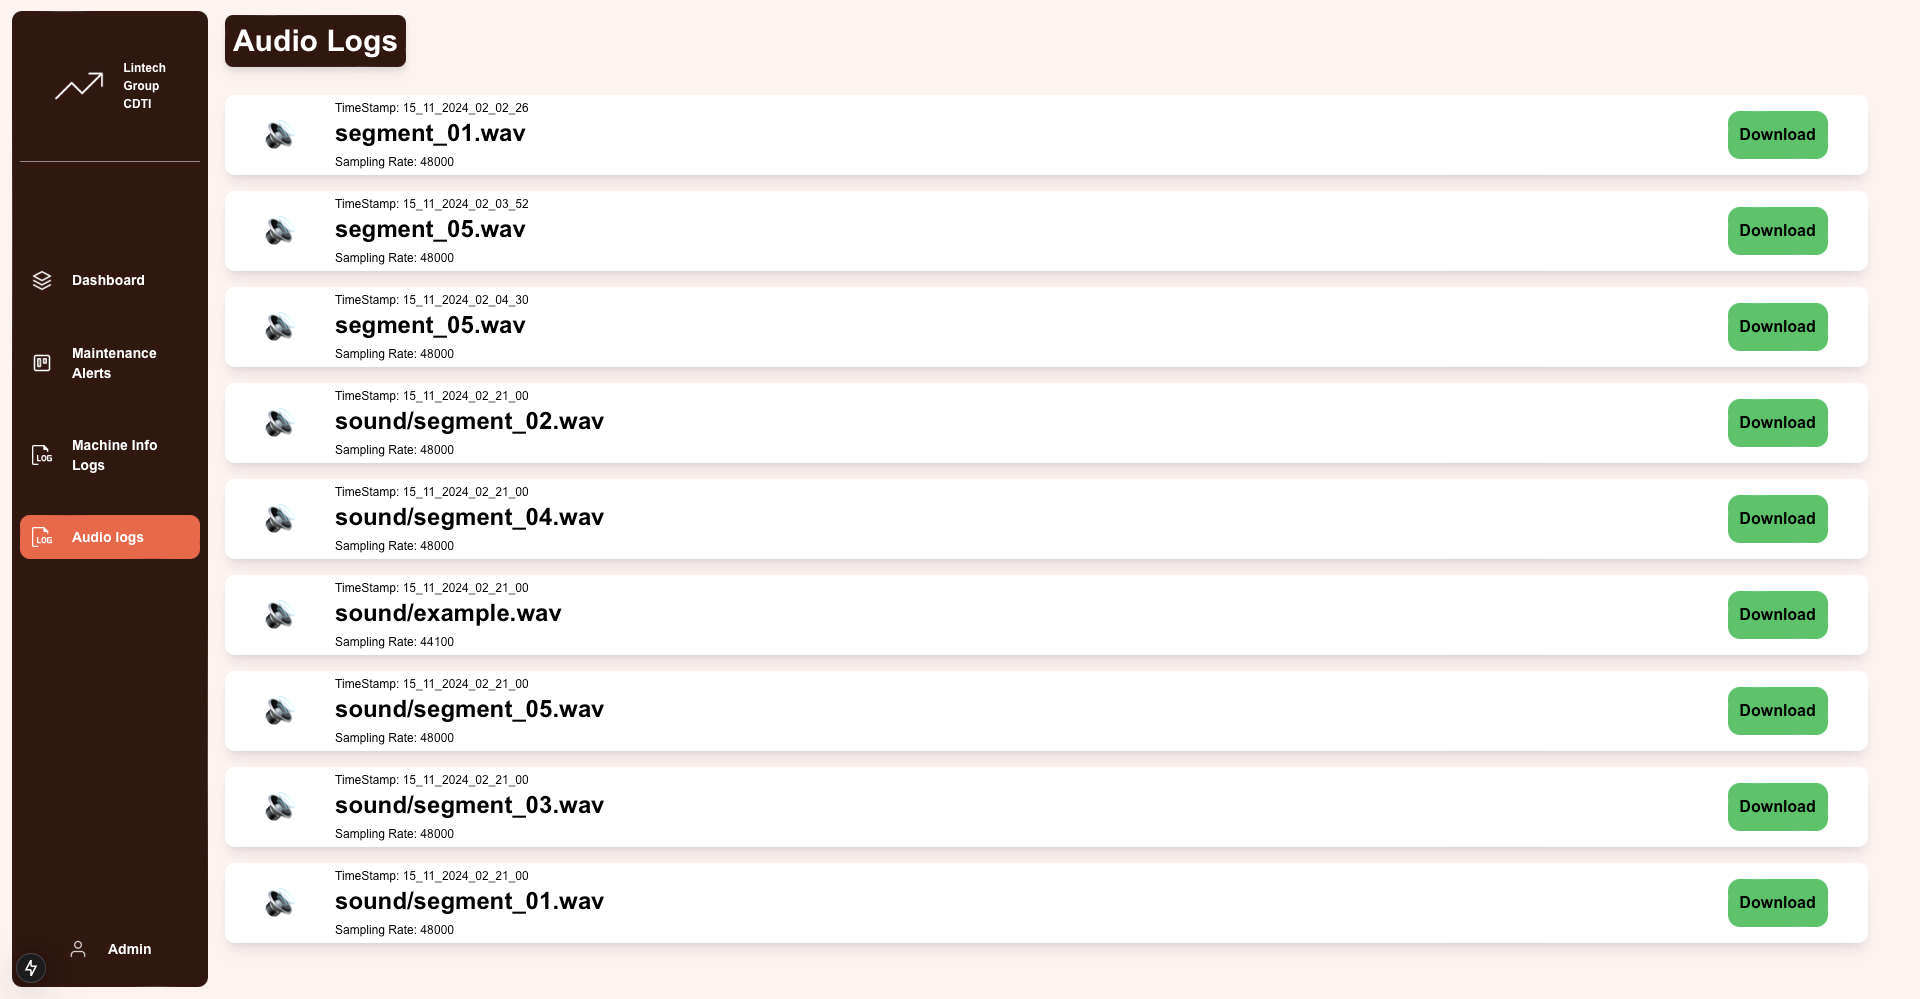 Lintech
Group
CDTI
Dashboard
Maintenance
Alerts
Machine Info
Logs
LOG
Audio logs
LOG
Admin
Audio Logs
TimeStamp: 15_11_2024_02_02_26
segment_01.wav
Sampling Rate: 48000
Download
TimeStamp: 15_11_2024_02_03_52
segment_05.wav
Sampling Rate: 48000
Download
TimeStamp: 15_11_2024_02_04_30
segment_05.wav
Sampling Rate: 48000
Download
TimeStamp: 15_11_2024_02_21_00
sound/segment_02.wav
Sampling Rate: 48000
Download
TimeStamp: 15_11_2024_02_21_00
sound/segment_04.wav
Sampling Rate: 48000
Download
TimeStamp: 15_11_2024_02_21_00
sound/example.wav
Sampling Rate: 44100
Download
TimeStamp: 15_11_2024_02_21_00
sound/segment_05.wav
Sampling Rate: 48000
Download
TimeStamp: 15_11_2024_02_21_00
sound/segment_03.wav
Sampling Rate: 48000
Download
TimeStamp: 15_11_2024_02_21_00
sound/segment_01.wav
Sampling Rate: 48000
Download